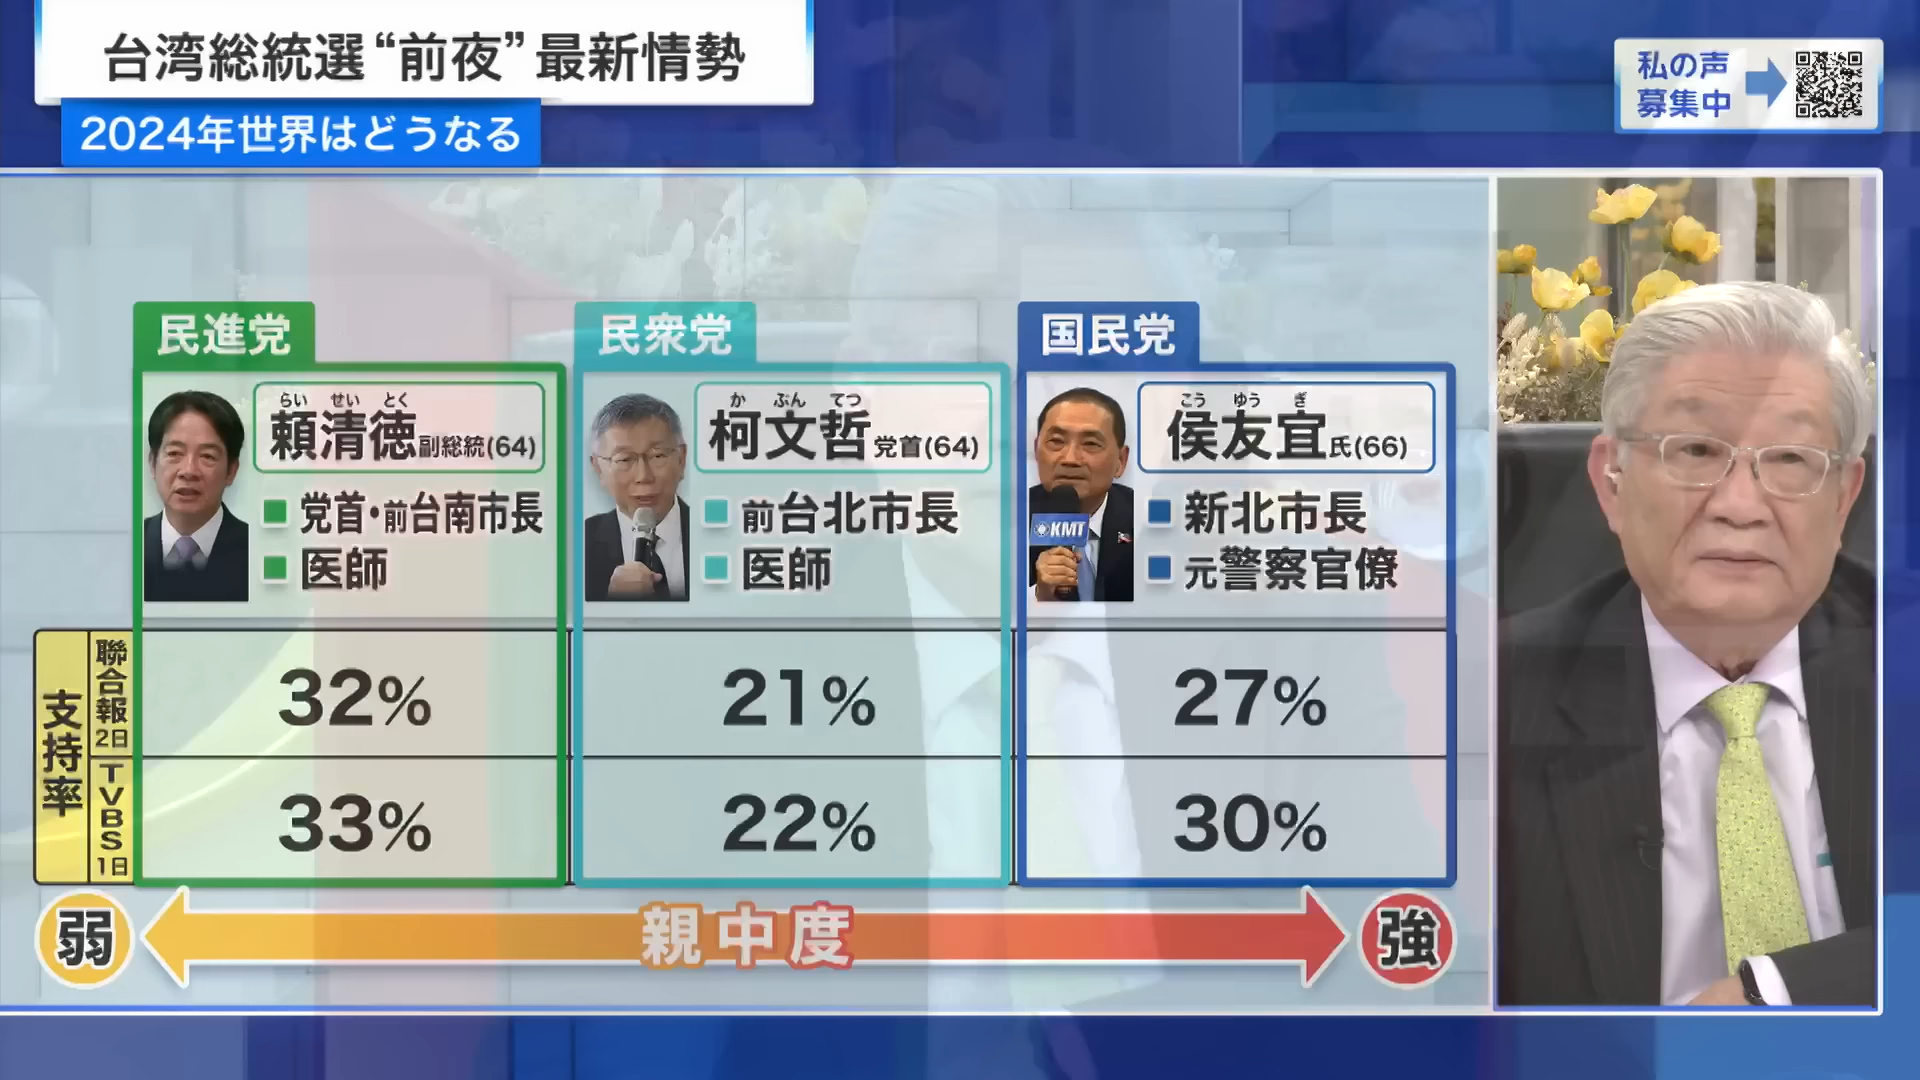 台湾総統選“前夜”最新情勢
2024年世界はどうなる
私の声
募集中
民進党
らい せい とく
頼清徳副総統(64)
党首・前台南市長
医師
民衆党
か ぶん てつ
柯文哲党首(64)
前台北市長
医師
国民党
こう ゆう ぎ
侯友宜氏(66)
新北市長
元警察官僚
KMT
支持率
聯合報2日
32%
21%
27%
TVBS1日
33%
22%
30%
弱
親中度
強